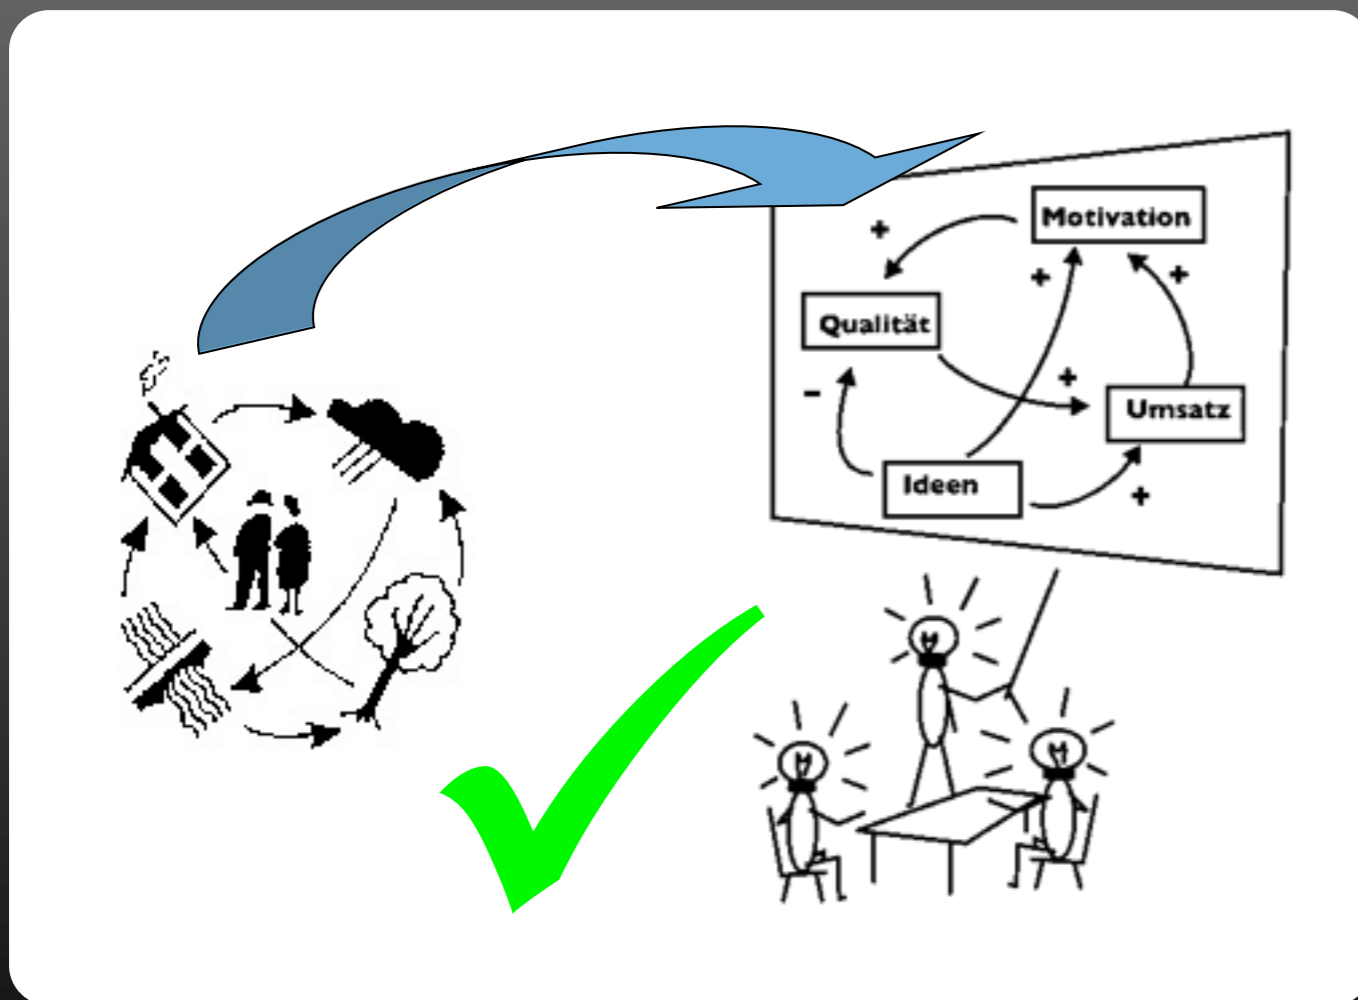 Motivation
+
+
+
Qualität
+
-
Umsatz
Ideen
+